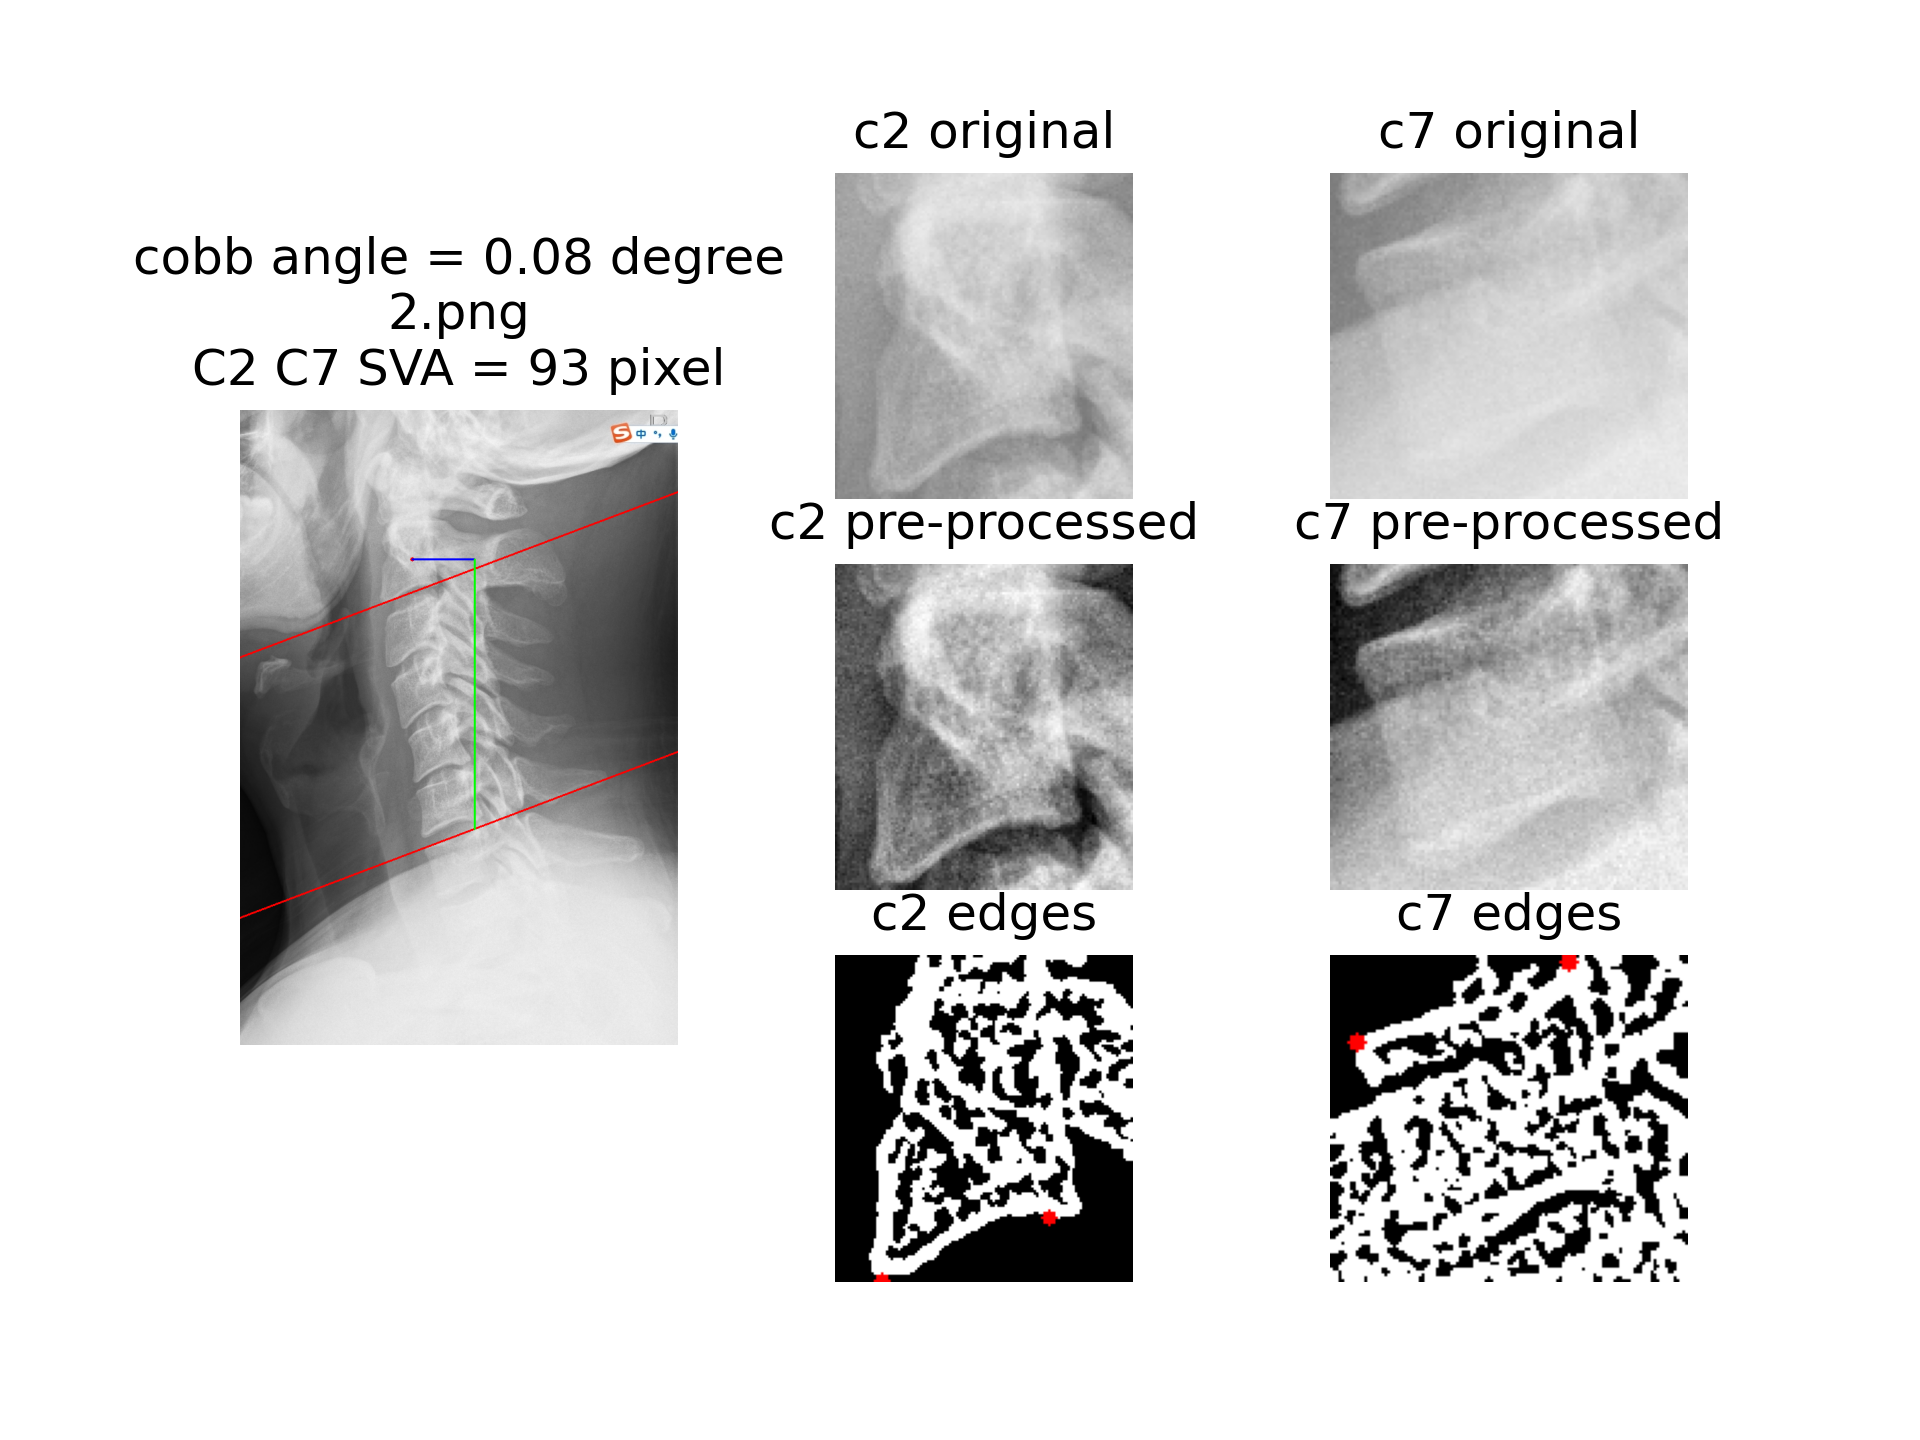 cobb angle = 0.08 degree
2.png
C2 C7 SVA = 93 pixel
S 中
c2 original
c7 original
c2 pre-processed
c7 pre-processed
c2 edges
c7 edges